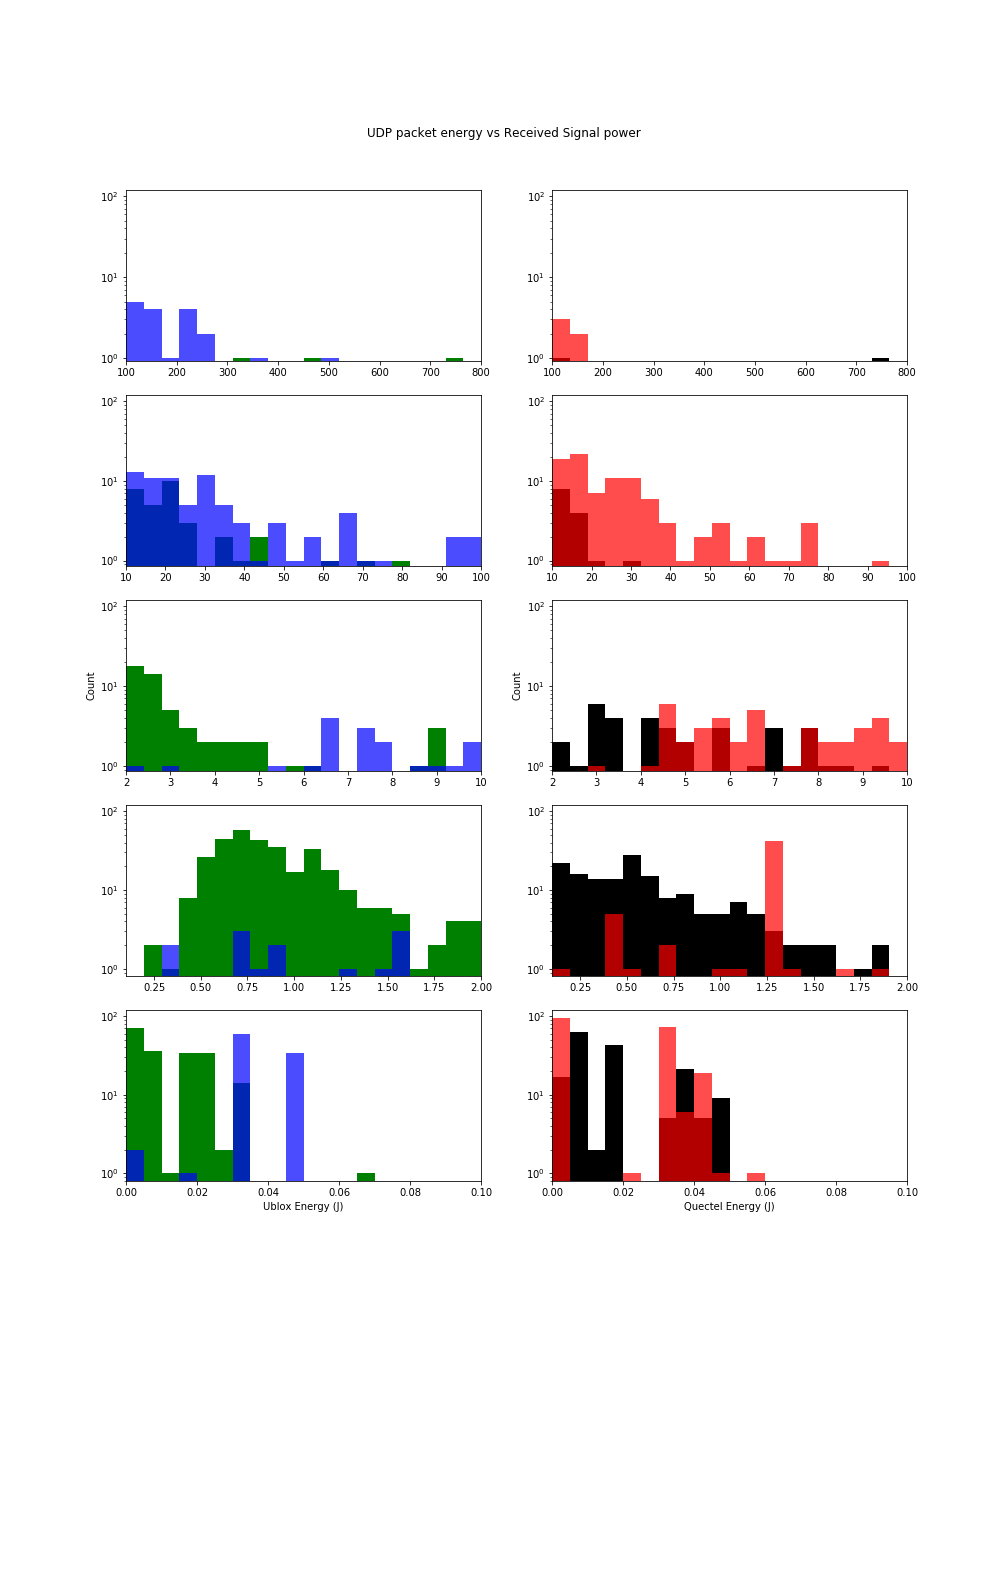 UDP packet energy vs Received Signal power
10²
10¹
10⁰
100 200 300 400 500 600 700 800
10²
10¹
10⁰
100 200 300 400 500 600 700 800
10²
10¹
10⁰
10 20 30 40 50 60 70 80 90 100
10²
10¹
10⁰
10 20 30 40 50 60 70 80 90 100
Count
10²
10¹
10⁰
2 3 4 5 6 7 8 9 10
Count
10²
10¹
10⁰
2 3 4 5 6 7 8 9 10
10²
10¹
10⁰
0.25 0.50 0.75 1.00 1.25 1.50 1.75 2.00
10²
10¹
10⁰
0.25 0.50 0.75 1.00 1.25 1.50 1.75 2.00
10²
10¹
10⁰
0.00 0.02 0.04 0.06 0.08 0.10
Ublox Energy (J)
10²
10¹
10⁰
0.00 0.02 0.04 0.06 0.08 0.10
Quectel Energy (J)